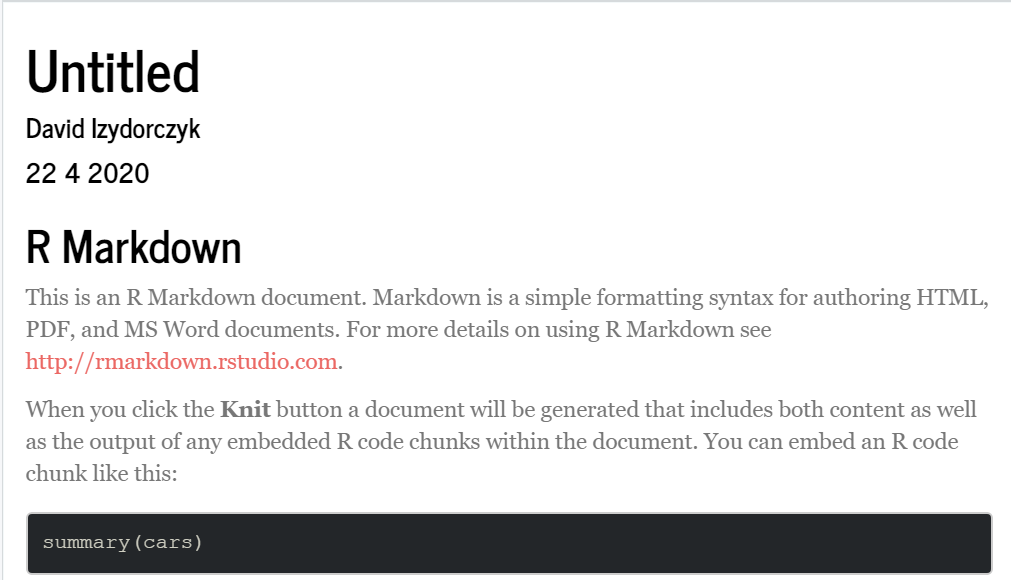 Untitled
David Izydorczyk
22 4 2020
R Markdown
This is an R Markdown document. Markdown is a simple formatting syntax for authoring HTML,
PDF, and MS Word documents. For more details on using R Markdown see
http://rmarkdown.rstudio.com.
When you click the Knit button a document will be generated that includes both content as well
as the output of any embedded R code chunks within the document. You can embed an R code
chunk like this:
summary(cars)